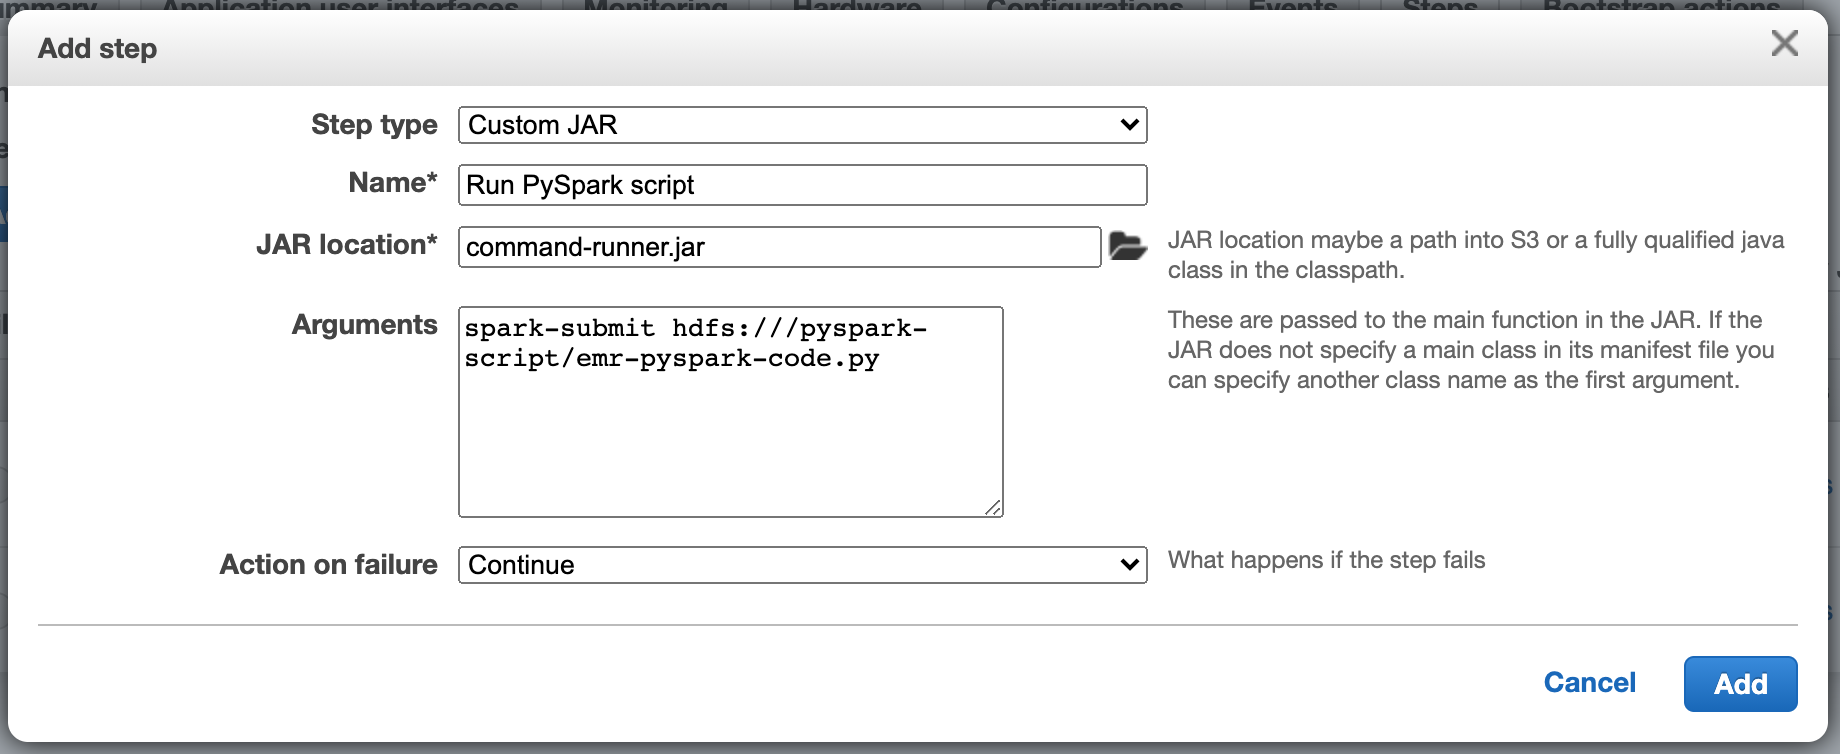 Application user interfaces
Monitoring
Hardware
Configurations
Events
Steps
Bootstrap actions
Add step
Step type
Custom JAR
Name*
Run PySpark script
JAR location*
command-runner.jar
JAR location maybe a path into S3 or a fully qualified java
class in the classpath.
Arguments
spark-submit hdfs:///pyspark-
script/emr-pyspark-code.py
These are passed to the main function in the JAR. If the
JAR does not specify a main class in its manifest file you
can specify another class name as the first argument.
Action on failure
Continue
What happens if the step fails
Cancel
Add